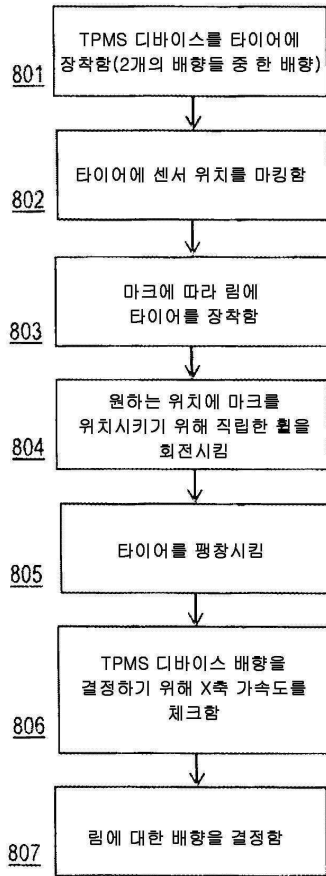 TPMS 디바이스를 타이어에
장착함(2개의 배향들 중 한 배향)
801
타이어에 센서 위치를 마킹함
802
마크에 따라 림에
타이어를 장착함
803
원하는 위치에 마크를
위치시키기 위해 직립한 휠을
회전시킴
804
타이어를 팽창시킴
805
TPMS 디바이스 배향을
결정하기 위해 X축 가속도를
체크함
806
림에 대한 배향을 결정함
807